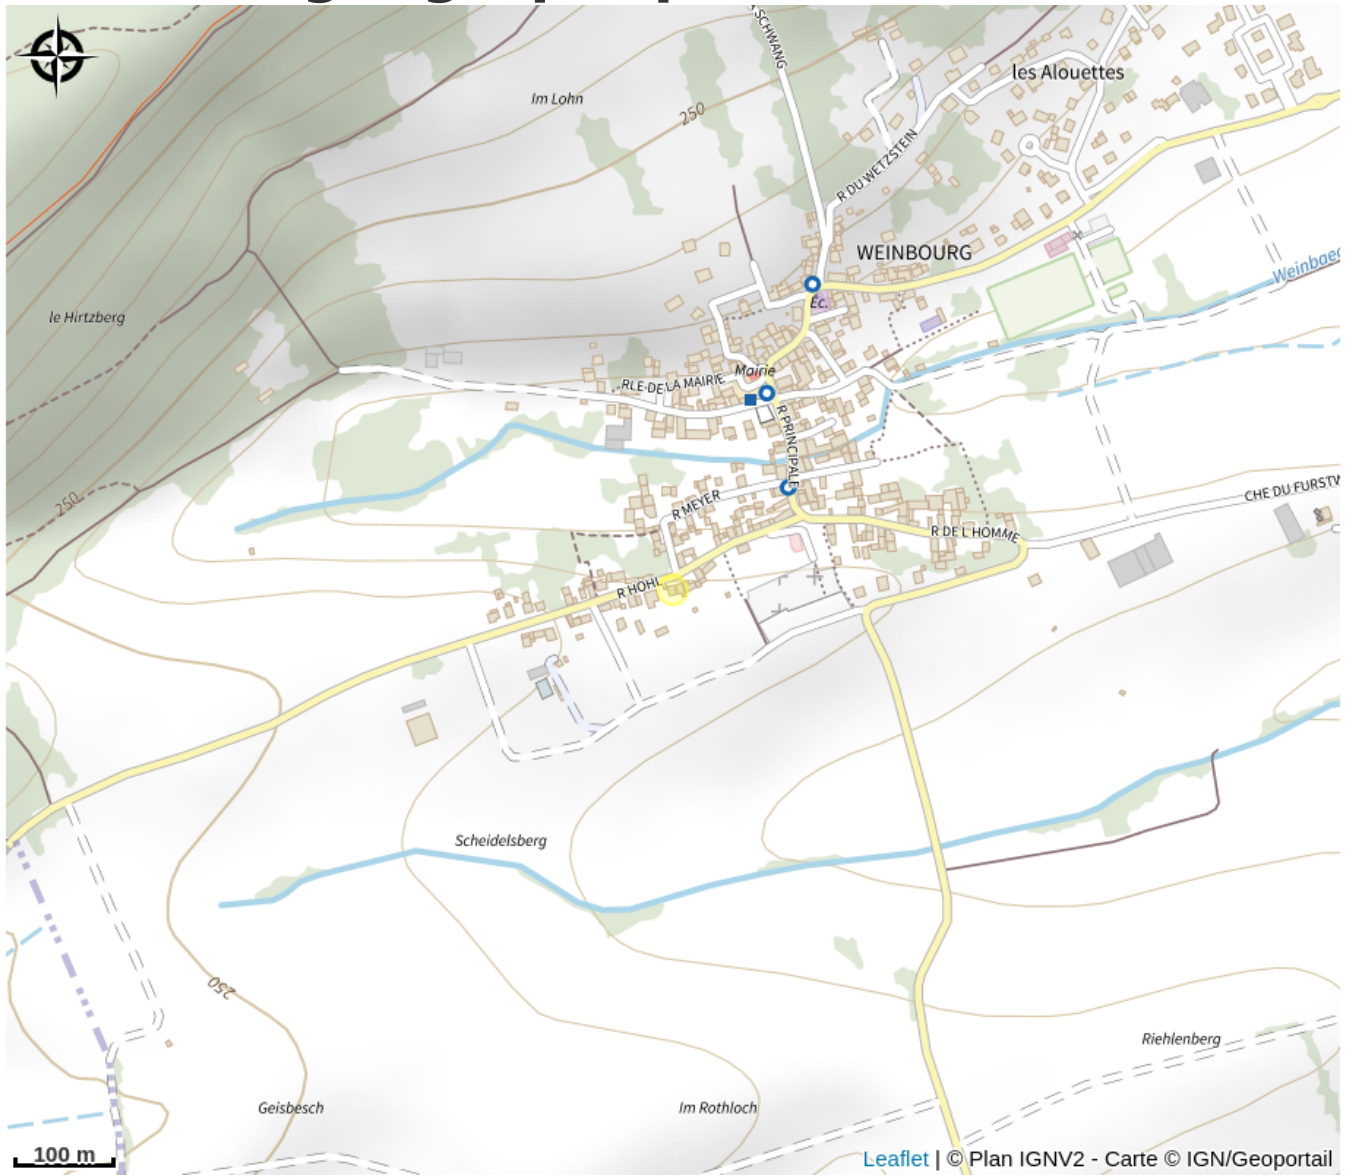 SCHWANG
les Alouettes
Im Lohn
250
R DU WETZSTEIN
WEINBOURG
Weinbaec
Éc.
le Hirtzberg
Mairie
RLE DE LA MAIRIE
R PRINCIPALE
250
R MEYER
CHE DU FURSTW
R DE L HOMME
R HOHL
Scheidelsberg
250
Riehlenberg
Geisbesch
Im Rothloch
100 m
Leaflet | © Plan IGNV2 - Carte © IGN/Geoportail